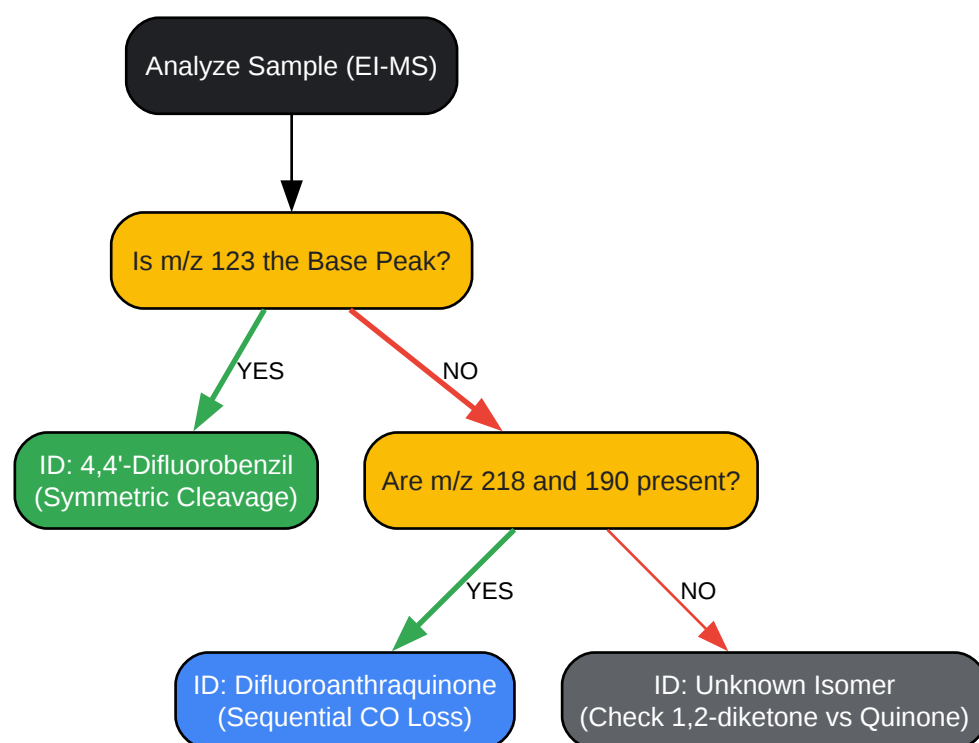 Analyze Sample (EI-MS)
Is m/z 123 the Base Peak?
YES
NO
ID: 4,4'-Difluorobenzil
(Symmetric Cleavage)
Are m/z 218 and 190 present?
YES
NO
ID: Difluoroanthraquinone
(Sequential CO Loss)
ID: Unknown Isomer
(Check 1,2-diketone vs Quinone)